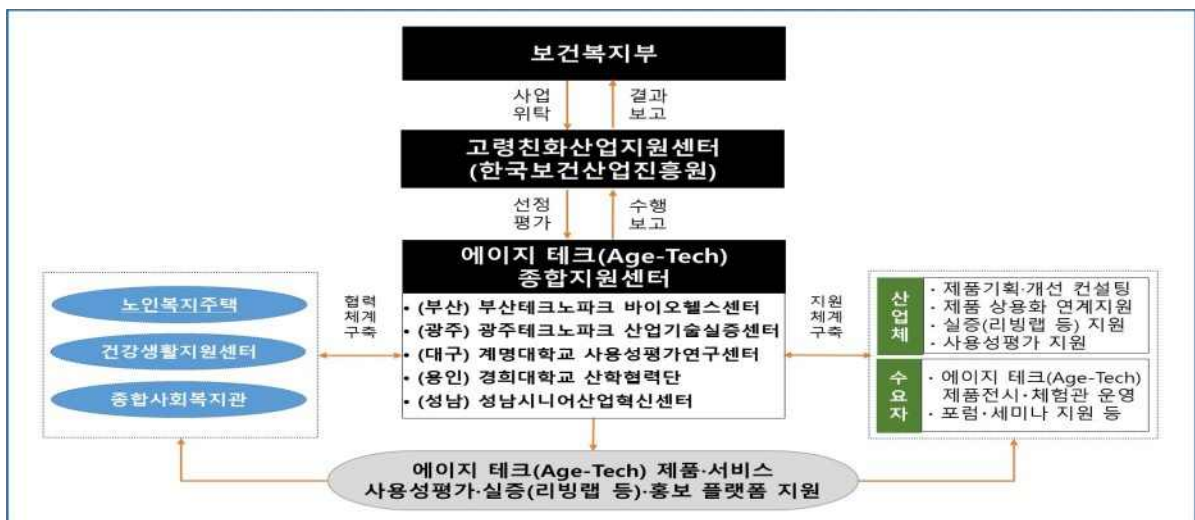 보건복지부
사업
위탁
결과
보고
고령친화산업지원센터
(한국보건산업진흥원)
선정
평가
수행
보고
에이지 테크(Age-Tech)
종합지원센터
• (부산) 부산테크노파크 바이오헬스센터
• (광주) 광주테크노파크 산업기술실증센터
• (대구) 계명대학교 사용성평가연구센터
• (용인) 경희대학교 산학협력단
• (성남) 성남시니어산업혁신센터
노인복지주택
건강생활지원센터
종합사회복지관
협력
체계
구축
지원
체계
구축
산업체
· 제품기획·개선 컨설팅
· 제품 상용화 연계지원
· 실증(리빙랩 등) 지원
· 사용성평가 지원
수요자
· 에이지 테크(Age-Tech)
제품전시·체험관 운영
· 포럼·세미나 지원 등
에이지 테크(Age-Tech) 제품·서비스
사용성평가·실증(리빙랩 등)·홍보 플랫폼 지원